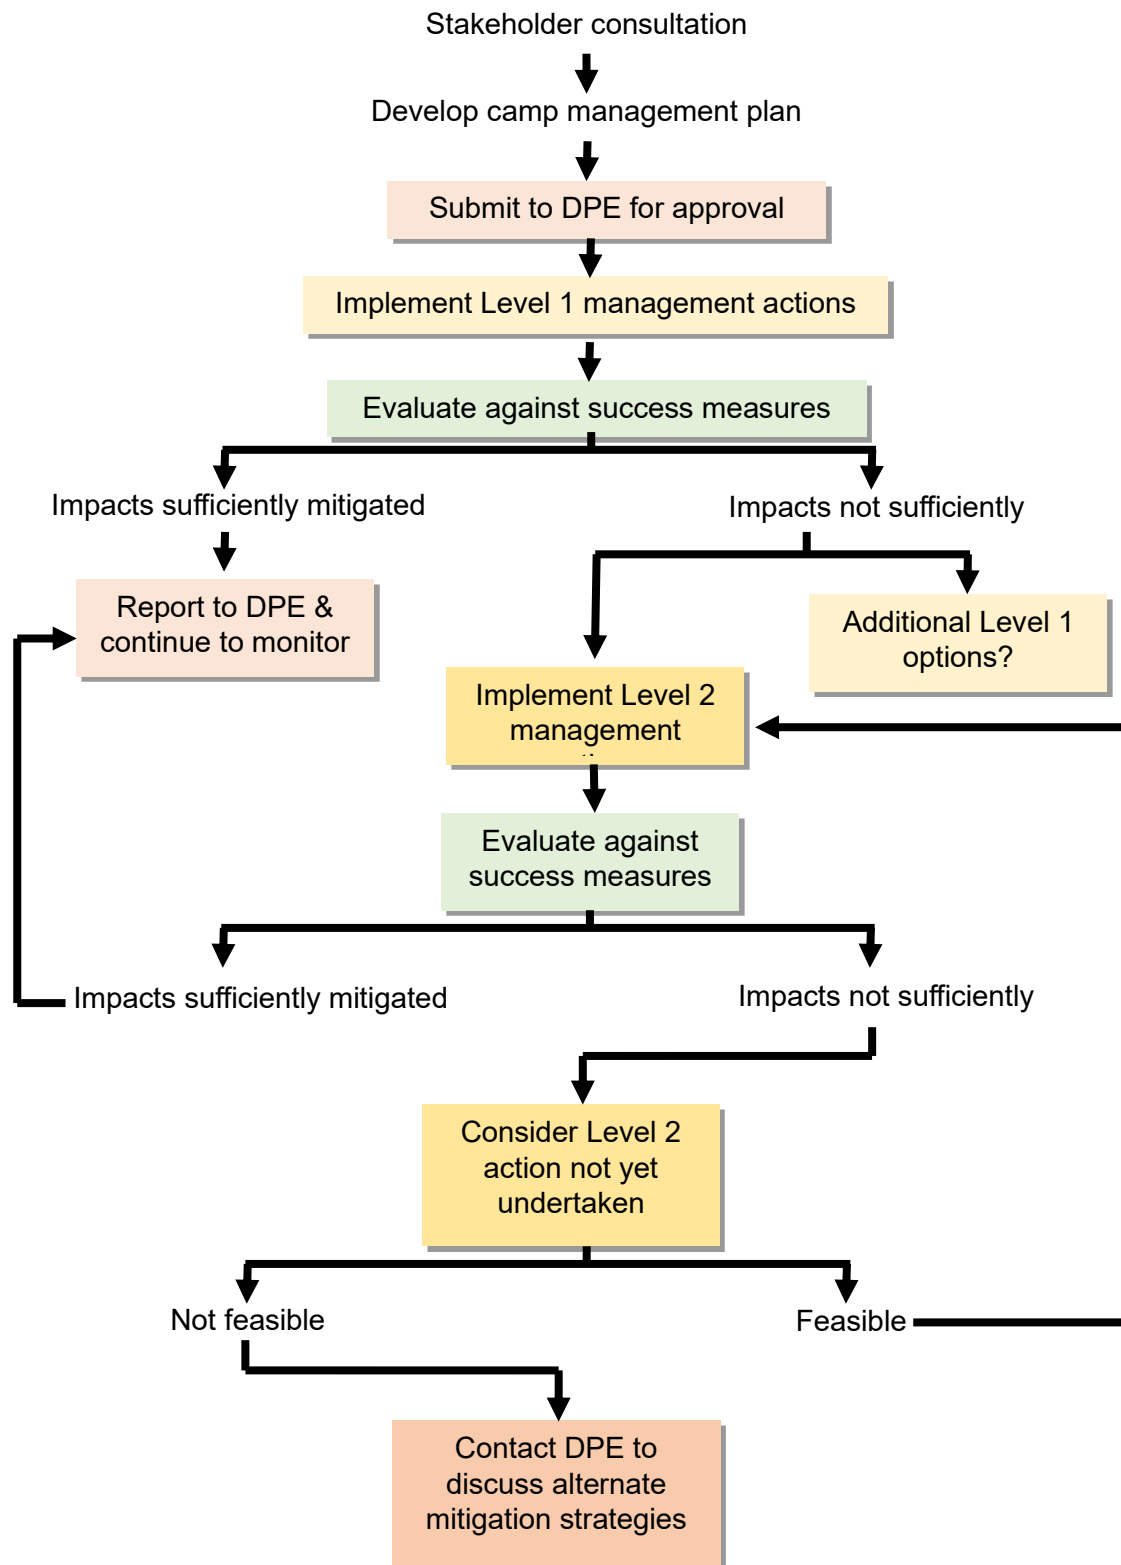 Stakeholder consultation
Develop camp management plan
Submit to DPE for approval
Implement Level 1 management actions
Evaluate against success measures
Impacts sufficiently mitigated
Impacts not sufficiently
Report to DPE &
continue to monitor
Additional Level 1
options?
Implement Level 2
management
Evaluate against
success measures
Impacts sufficiently mitigated
Impacts not sufficiently
Consider Level 2
action not yet
undertaken
Not feasible
Feasible
Contact DPE to
discuss alternate
mitigation strategies